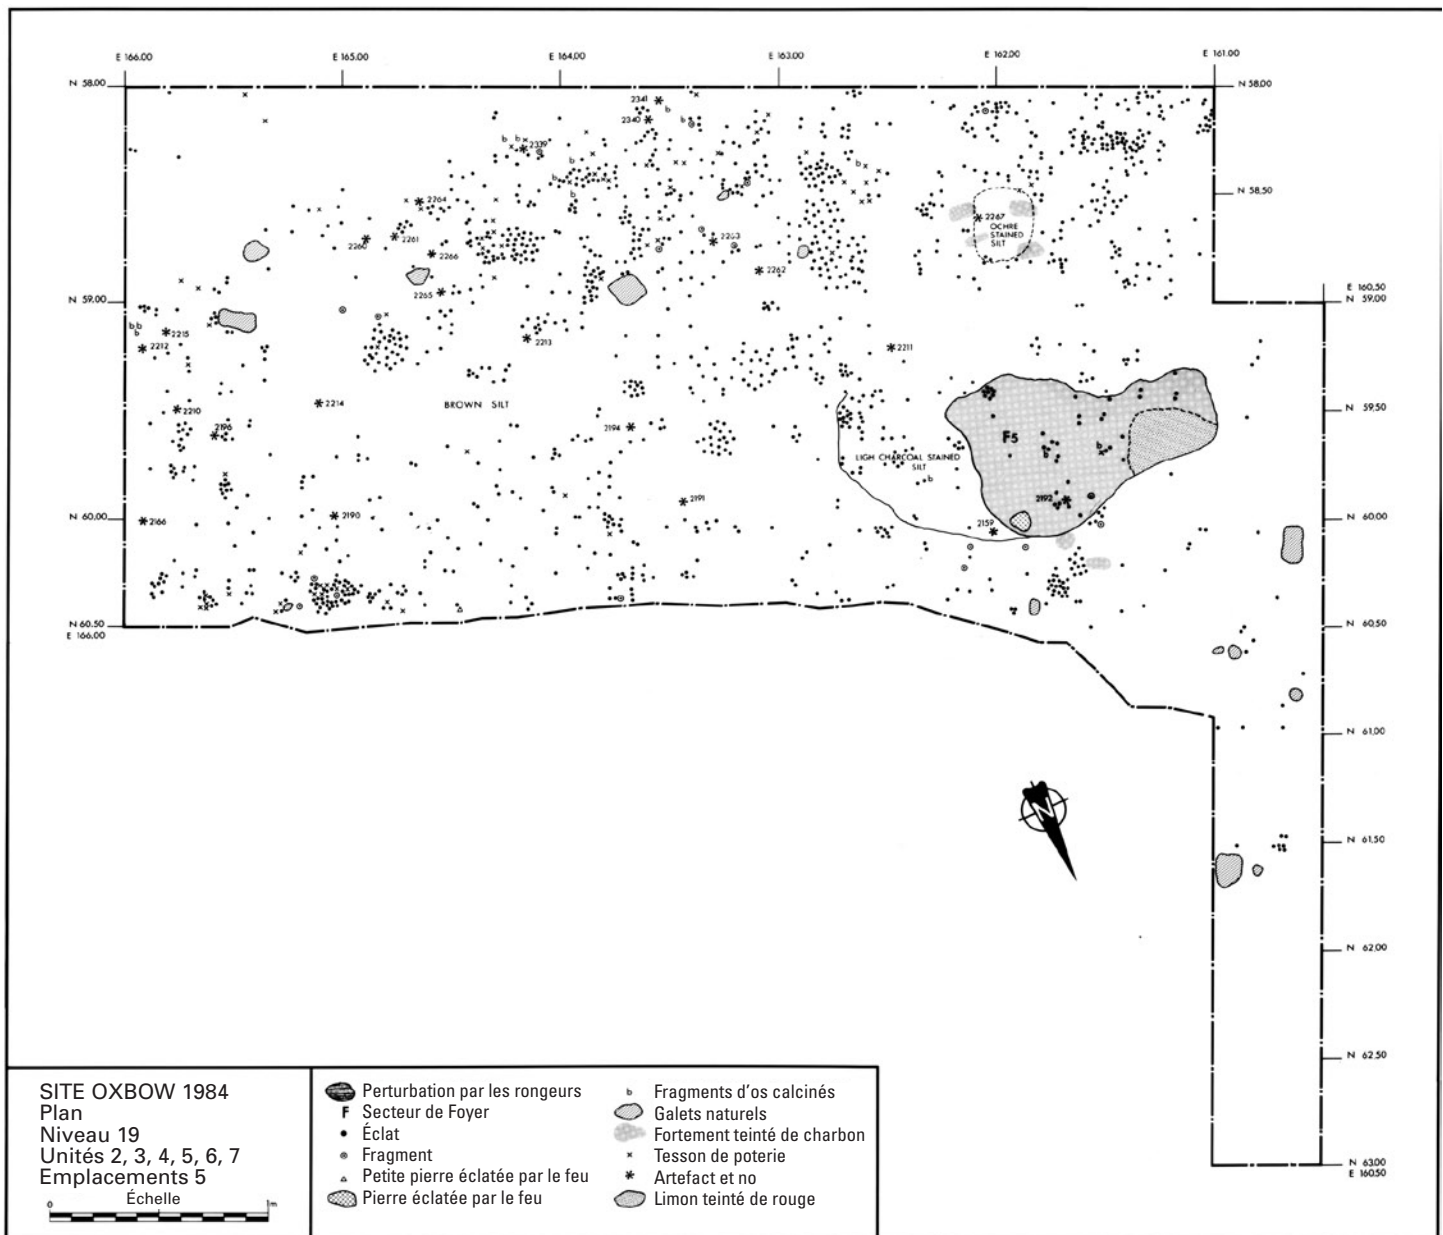 E 166.00
E 165.00
E 164.00
E 163.00
E 162.00
E 161.00
N 58.00
N 58.00
2341
b
2340
b
b b
2339
b
b
b
b
N 58.50
2264
2267
OCHRE
STAINED
SILT
2260
2261
2266
2263
2262
2265
E 160.50
N 59.00
N 59.00
bb
b
2215
2212
2213
2211
2214
BROWN SILT
2210
2196
2194
N 59.50
F5
b
b
LIGH CHARCOAL STAINED
SILT
b
2191
2192
2166
2190
2159
N 60.00
N 60.00
N 60.50
E 166.00
N 60.50
N 61.00
N
N 61.50
N 62.00
N 62.50
N 63.00
E 160.50
SITE OXBOW 1984
Plan
Niveau 19
Unités 2, 3, 4, 5, 6, 7
Emplacements 5
Échelle
0 1m
Perturbation par les rongeurs
F Secteur de Foyer
Éclat
Fragment
Petite pierre éclatée par le feu
Pierre éclatée par le feu
b Fragments d'os calcinés
Galets naturels
Fortement teinté de charbon
Tesson de poterie
Artefact et no
Limon teinté de rouge